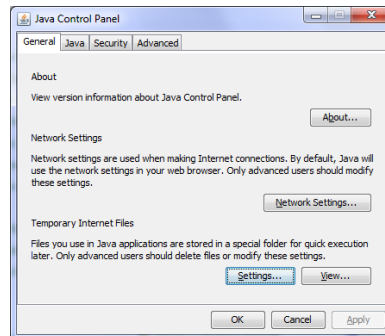 Java Control Panel
General Java Security Advanced
About
View version information about Java Control Panel.
About...
Network Settings
Network settings are used when making Internet connections. By default, Java will
use the network settings in your web browser. Only advanced users should modify
these settings.
Network Settings...
Temporary Internet Files
Files you use in Java applications are stored in a special folder for quick execution
later. Only advanced users should delete files or modify these settings.
Settings... View...
OK Cancel Apply